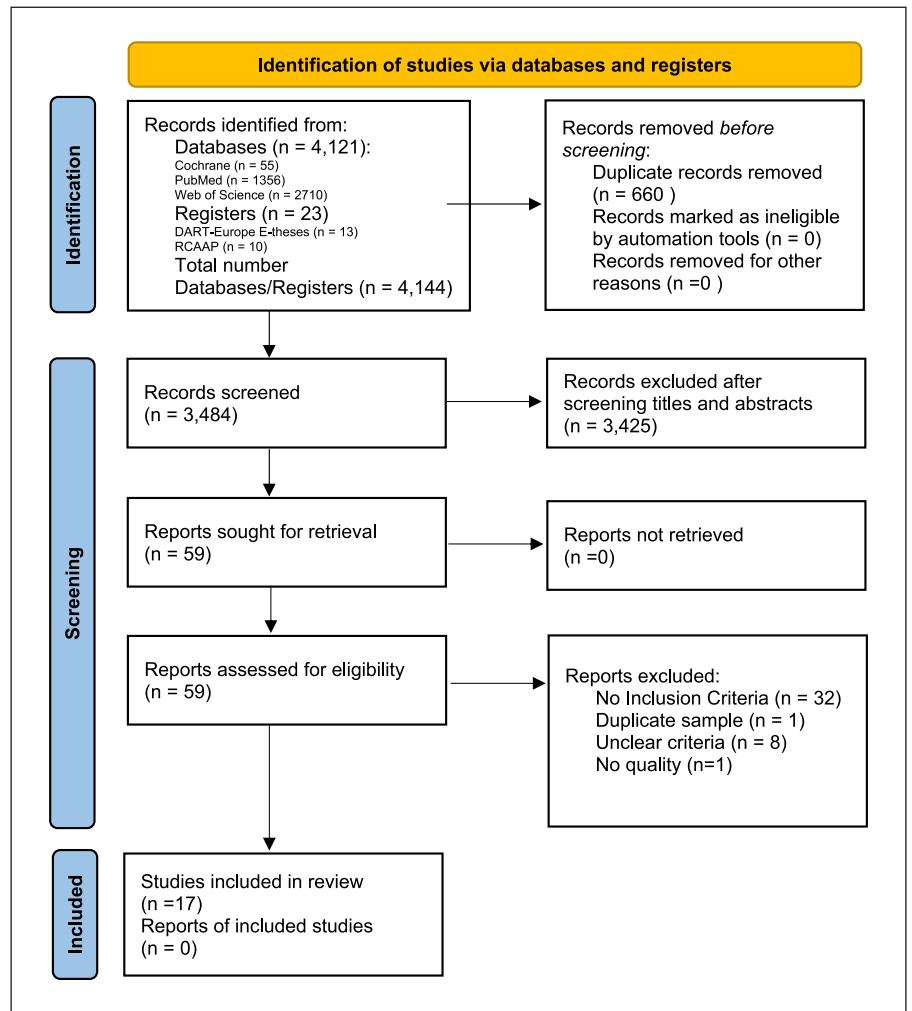 Identification of studies via databases and registers
Identification
Records identified from:
Databases (n = 4,121):
Cochrane (n = 55)
PubMed (n = 1356)
Web of Science (n = 2710)
Registers (n = 23)
DART-Europe E-theses (n = 13)
RCAAP (n = 10)
Total number
Databases/Registers (n = 4,144)
Records removed before
screening:
Duplicate records removed
(n = 660 )
Records marked as ineligible
by automation tools (n = 0)
Records removed for other
reasons (n =0 )
Screening
Records screened
(n = 3,484)
Records excluded after
screening titles and abstracts
(n = 3,425)
Reports sought for retrieval
(n = 59)
Reports not retrieved
(n =0)
Reports assessed for eligibility
(n = 59)
Reports excluded:
No Inclusion Criteria (n = 32)
Duplicate sample (n = 1)
Unclear criteria (n = 8)
No quality (n=1)
Included
Studies included in review
(n =17)
Reports of included studies
(n = 0)